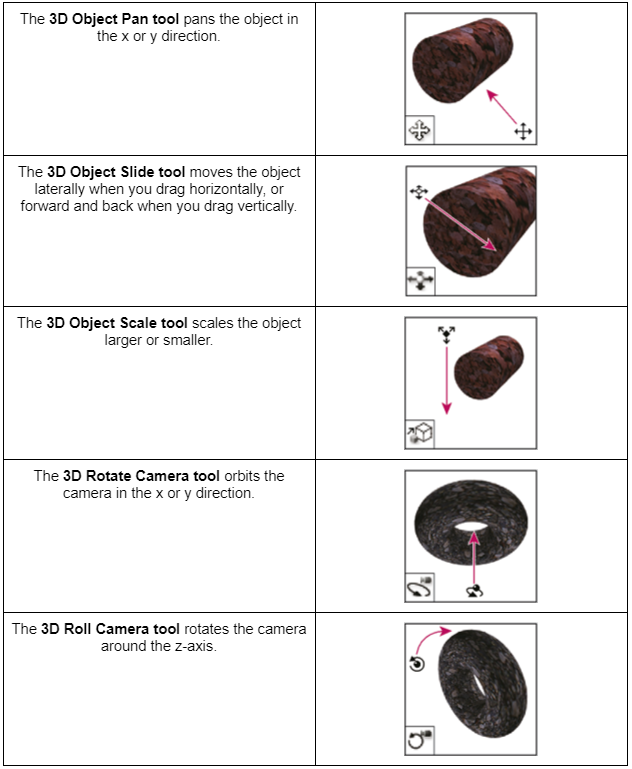 The 3D Object Pan tool pans the object in
the x or y direction.
The 3D Object Slide tool moves the object
laterally when you drag horizontally, or
forward and back when you drag vertically.
The 3D Object Scale tool scales the object
larger or smaller.
The 3D Rotate Camera tool orbits the
camera in the x or y direction.
The 3D Roll Camera tool rotates the camera
around the z-axis.